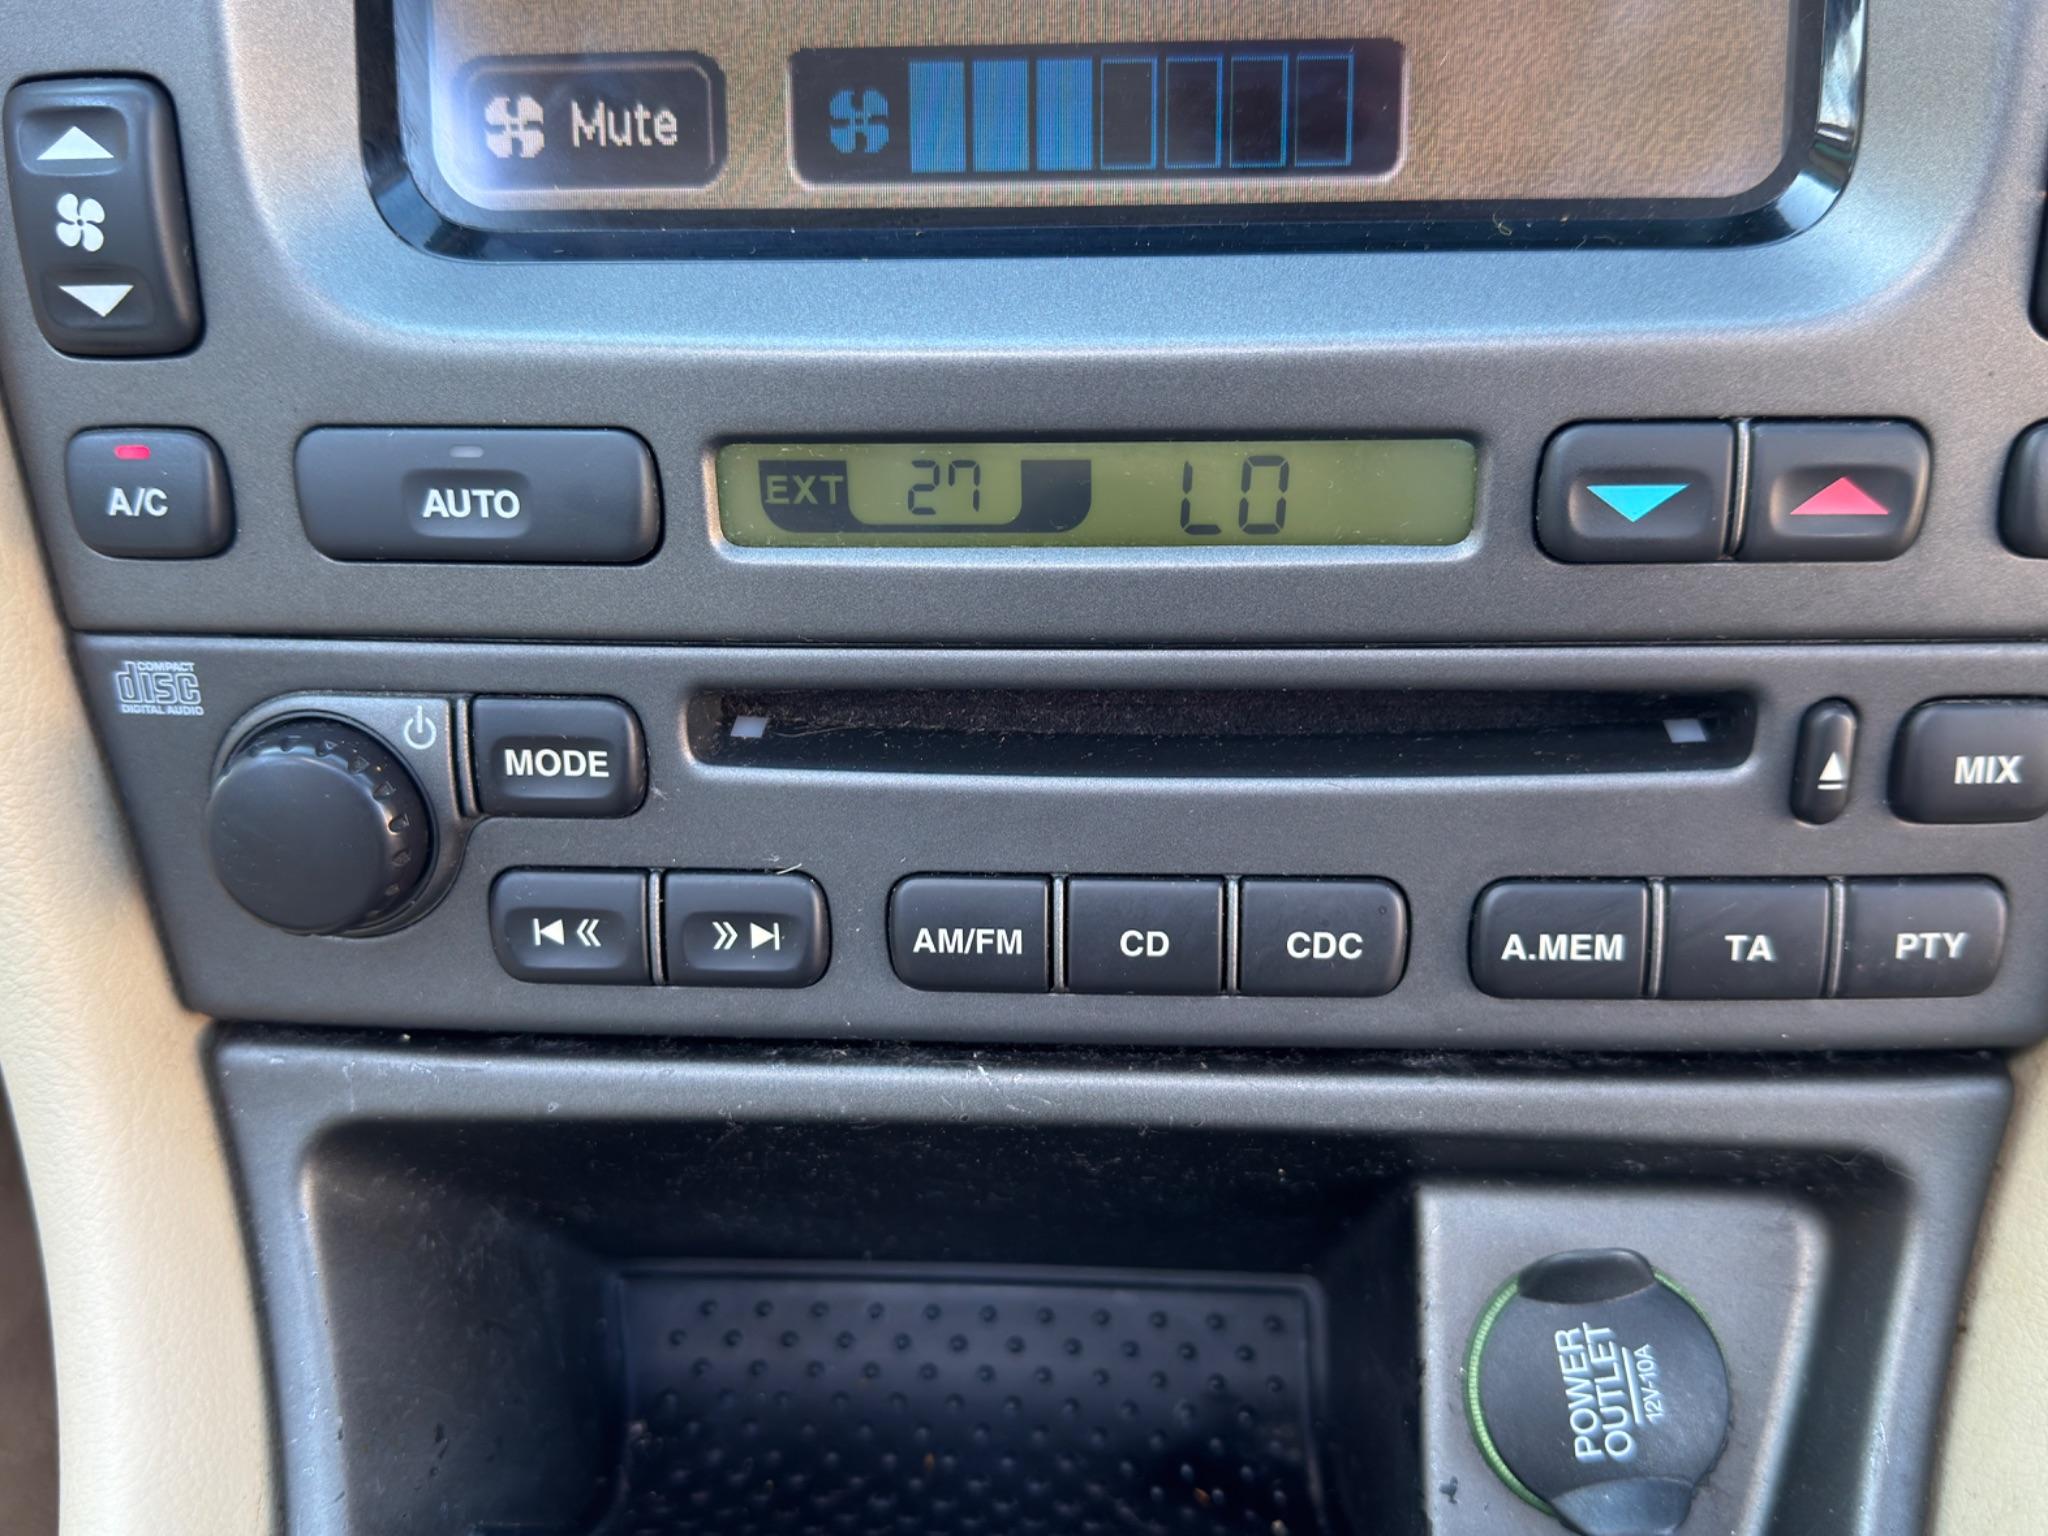 Mute
A/C
AUTO
EXT 27 LO
COMPACT
disc
DIGITAL AUDIO
MODE
MIX
AM/FM
CD
CDC
A.MEM
TA
PTY
POWER
OUTLET
12V-10A